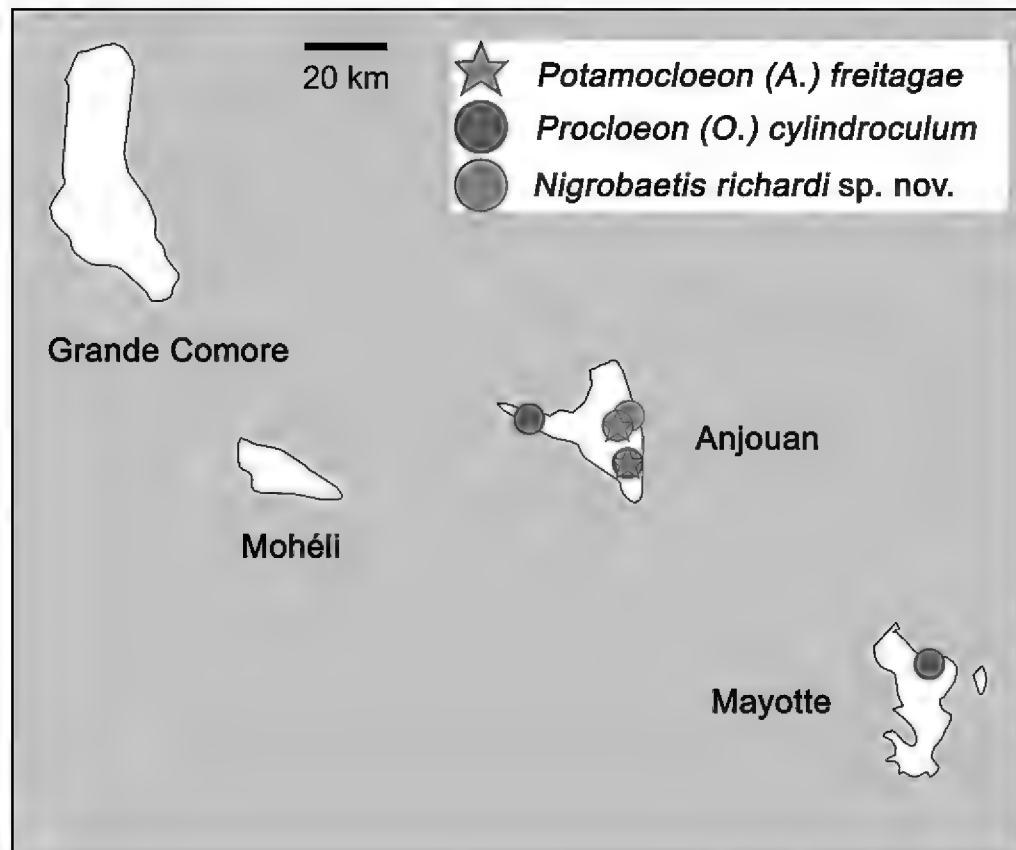 20 km
Potamocloeon (A.) freitagae
Procloeon (O.) cylindroculum
Nigrobaetis richardi sp. nov.
Grande Comore
Anjouan
Mohéli
Mayotte